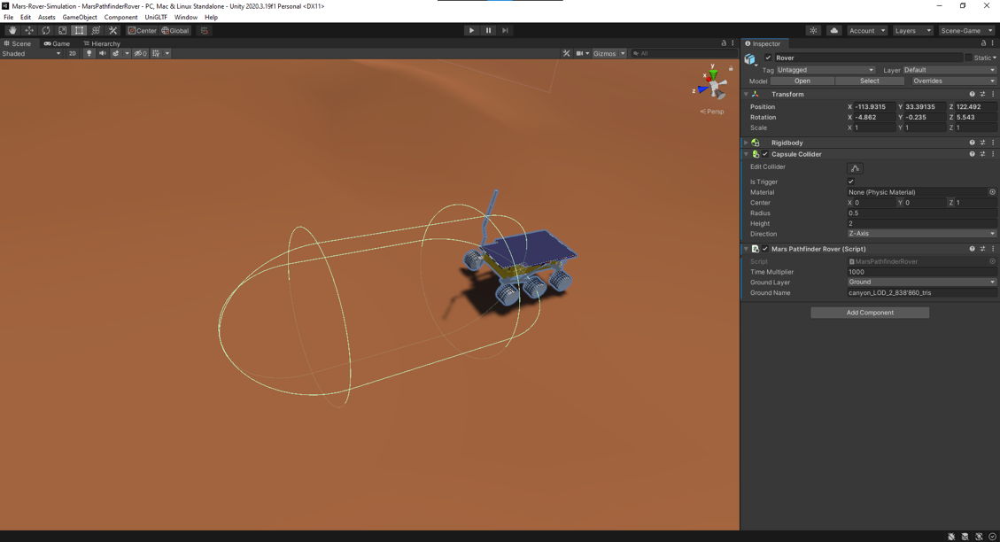 Mars-Rover-Simulation - MarsPathfinderRover - PC, Mac & Linux Standalone - Unity 2020.3.19f1 Personal <DX11>
File Edit Assets GameObject Component UniGLTF Window Help
Center Global Account Layers Scene-Game
Scene Game Hierarchy
Shaded 2D 0 Gizmos All
y
x
z
Persp
Inspector
Rover Static
Tag Untagged Layer Default
Model Open Select Overrides
Transform
Position X -113.9315 Y 33.39135 Z 122.492
Rotation X -4.862 Y -0.235 Z 5.543
Scale X 1 Y 1 Z 1
Rigidbody
Capsule Collider
Edit Collider
Is Trigger
Material None (Physic Material)
Center X 0 Y 0 Z 1
Radius 0.5
Height 2
Direction Z-Axis
Mars Pathfinder Rover (Script)
Script MarsPathfinderRover
Time Multiplier 1000
Ground Layer Ground
Ground Name canyon_LOD_2_838'860_tris
Add Component